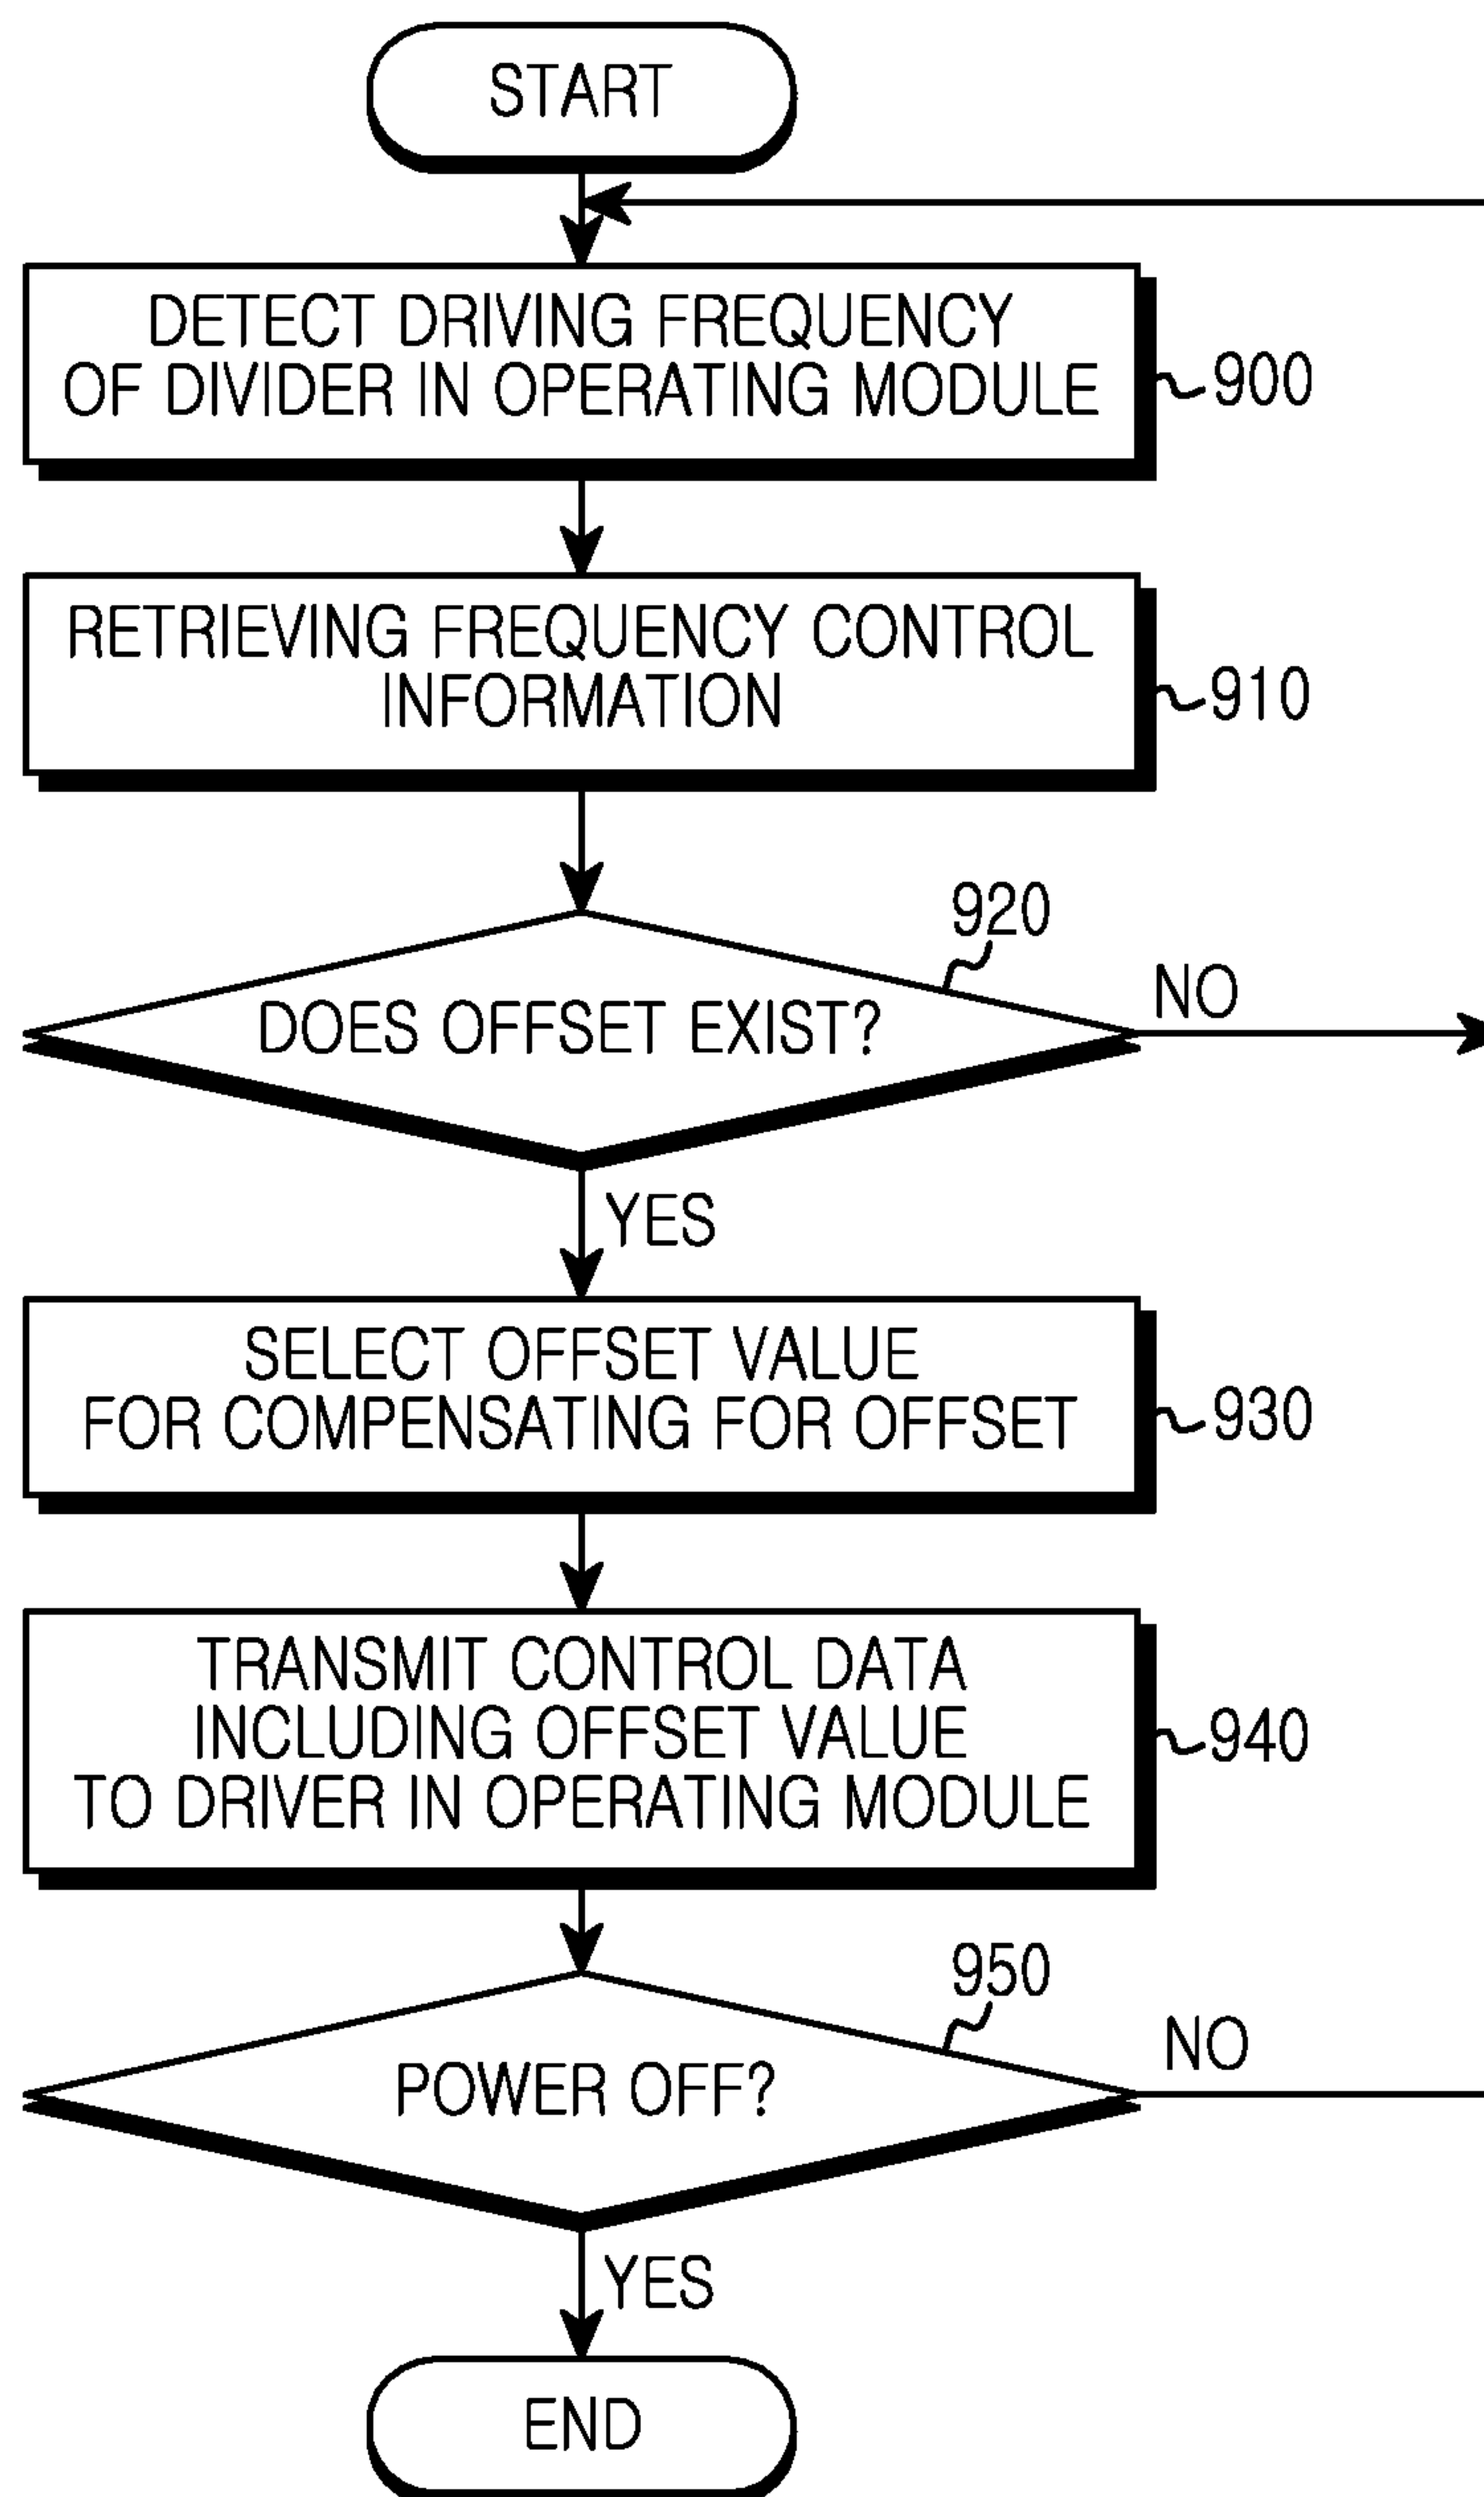 START
DETECT DRIVING FREQUENCY
OF DIVIDER IN OPERATING MODULE
900
RETRIEVING FREQUENCY CONTROL
INFORMATION
910
920
DOES OFFSET EXIST?
NO
YES
SELECT OFFSET VALUE
FOR COMPENSATING FOR OFFSET
930
TRANSMIT CONTROL DATA
INCLUDING OFFSET VALUE
TO DRIVER IN OPERATING MODULE
940
950
POWER OFF?
NO
YES
END